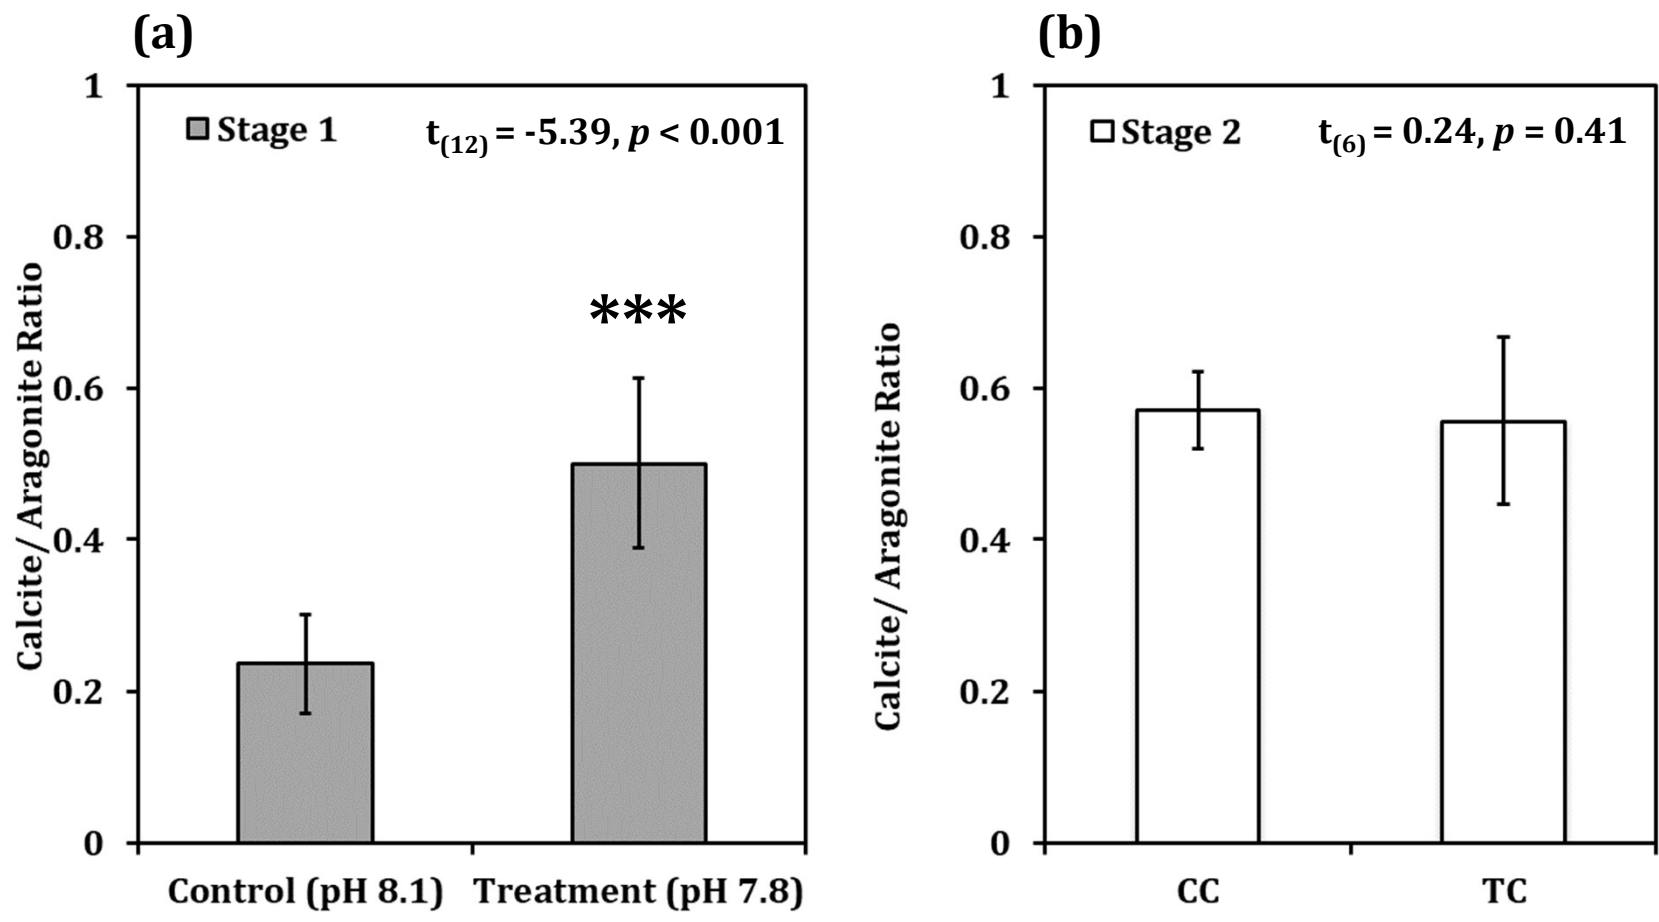 (a)
Calcite/ Aragonite Ratio
1
0.8
0.6
0.4
0.2
0
Stage 1
t(12) = -5.39, p < 0.001
***
Control (pH 8.1)
Treatment (pH 7.8)
(b)
Calcite/ Aragonite Ratio
1
0.8
0.6
0.4
0.2
0
Stage 2
t(6) = 0.24, p = 0.41
CC
TC